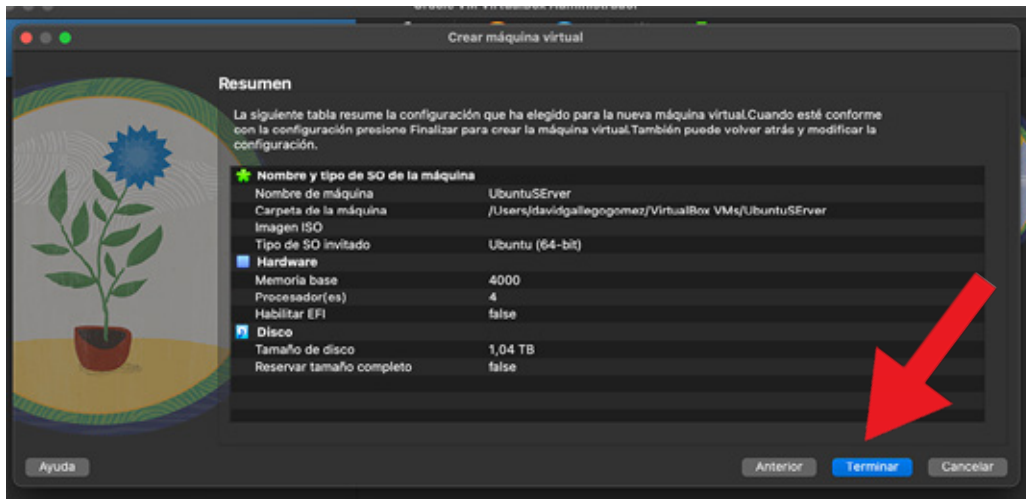 Oracle VM VirtualBox Administrador
Crear máquina virtual
Resumen
La siguiente tabla resume la configuración que ha elegido para la nueva máquina virtual.Cuando esté conforme
con la configuración presione Finalizar para crear la máquina virtual.También puede volver atrás y modificar la
configuración.
Nombre y tipo de SO de la máquina
Nombre de máquina UbuntuSErver
Carpeta de la máquina /Users/davidgallegogomez/VirtualBox VMs/UbuntuSErver
Imagen ISO
Tipo de SO invitado Ubuntu (64-bit)
Hardware
Memoria base 4000
Procesador(es) 4
Habilitar EFI false
Disco
Tamaño de disco 1,04 TB
Reservar tamaño completo false
Ayuda Anterior Terminar Cancelar